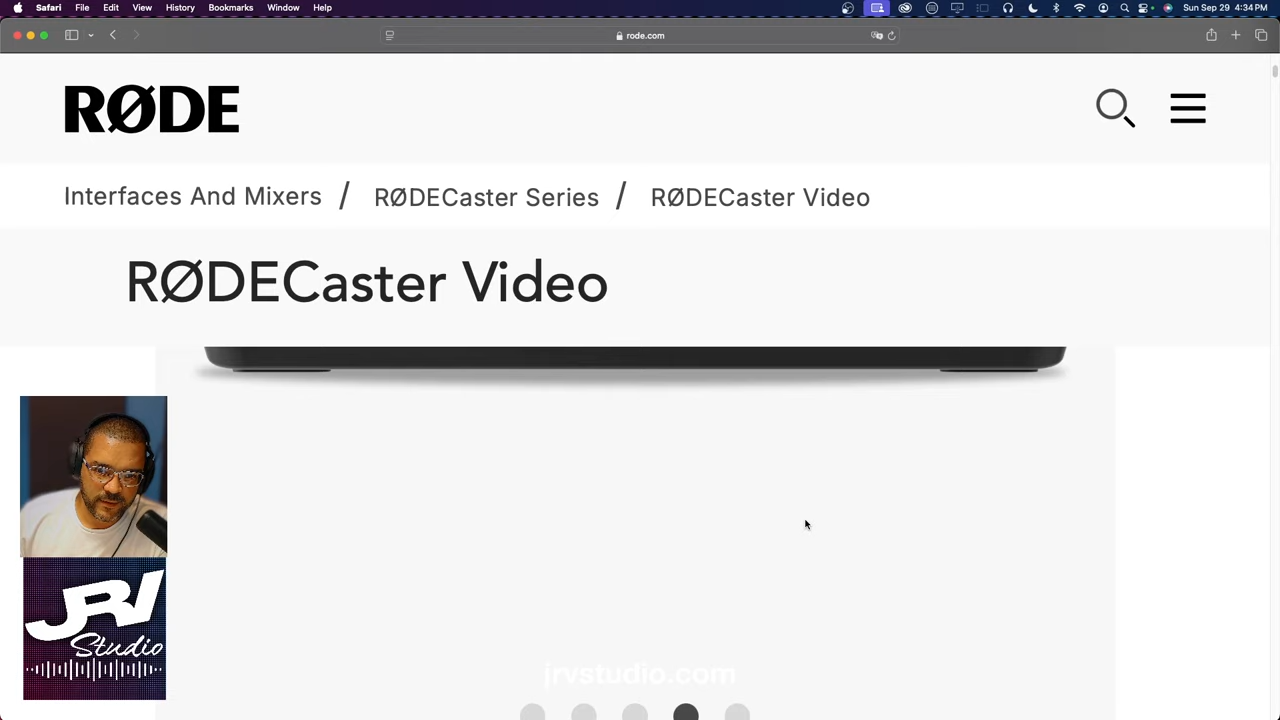 Safari File Edit View History Bookmarks Window Help Sun Sep 29 4:34 PM
rode.com
RØDE
Interfaces And Mixers / RØDECaster Series / RØDECaster Video
RØDECaster Video
JRV
Studio
jrvstudio.com